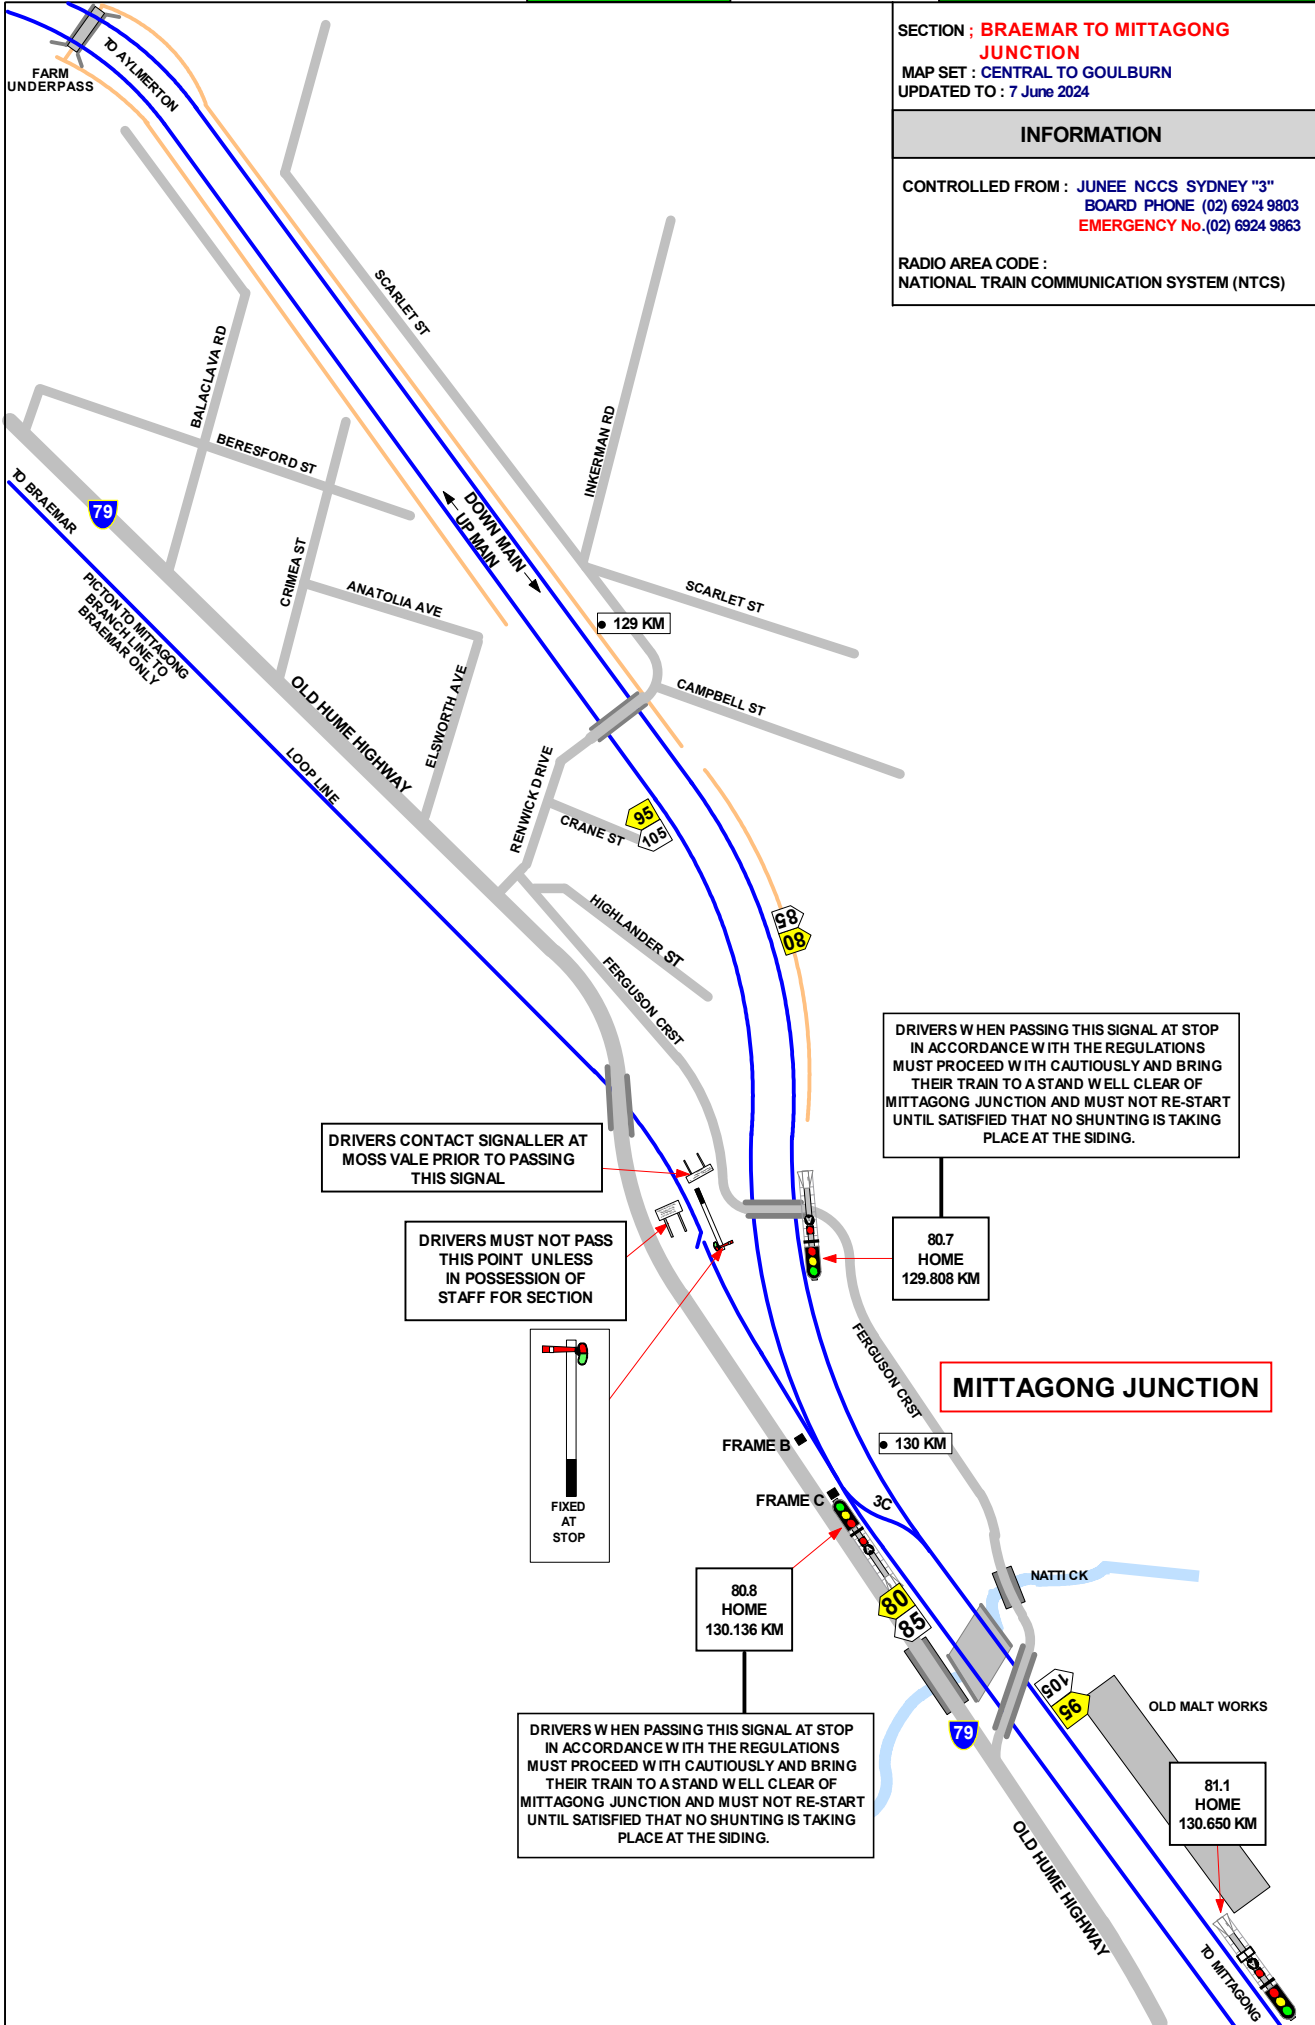 SECTION ; BRAEMAR TO MITTAGONG
JUNCTION
MAP SET : CENTRAL TO GOULBURN
UPDATED TO : 7 June 2024
INFORMATION
CONTROLLED FROM : JUNEE NCCS SYDNEY "3"
BOARD PHONE (02) 6924 9803
EMERGENCY No.(02) 6924 9863
RADIO AREA CODE :
NATIONAL TRAIN COMMUNICATION SYSTEM (NTCS)
TO AYLMERTON
FARM
UNDERPASS
SCARLET ST
BALACLAVA RD
INKERMAN RD
BERESFORD ST
TO BRAEMAR
79
DOWN MAIN
UP MAIN
CRIMEA ST
ANATOLIA AVE
SCARLET ST
PICTON TO MITTAGONG
BRANCH LINE TO
BRAEMAR ONLY
129 KM
OLD HUME HIGHWAY
ELSWORTH AVE
CAMPBELL ST
LOOP LINE
RENWICK DRIVE
95
105
CRANE ST
HIGHLANDER ST
85
80
FERGUSON CRST
DRIVERS WHEN PASSING THIS SIGNAL AT STOP
IN ACCORDANCE WITH THE REGULATIONS
MUST PROCEED WITH CAUTIOUSLY AND BRING
THEIR TRAIN TO A STAND WELL CLEAR OF
MITTAGONG JUNCTION AND MUST NOT RE-START
UNTIL SATISFIED THAT NO SHUNTING IS TAKING
PLACE AT THE SIDING.
DRIVERS CONTACT SIGNALLER AT
MOSS VALE PRIOR TO PASSING
THIS SIGNAL
DRIVERS MUST NOT PASS
THIS POINT UNLESS
IN POSSESSION OF
STAFF FOR SECTION
80.7
HOME
129.808 KM
FIXED
AT
STOP
FERGUSON CRST
MITTAGONG JUNCTION
FRAME B
130 KM
FRAME C
3C
80.8
HOME
130.136 KM
80
85
NATTI CK
105
95
OLD MALT WORKS
79
DRIVERS WHEN PASSING THIS SIGNAL AT STOP
IN ACCORDANCE WITH THE REGULATIONS
MUST PROCEED WITH CAUTIOUSLY AND BRING
THEIR TRAIN TO A STAND WELL CLEAR OF
MITTAGONG JUNCTION AND MUST NOT RE-START
UNTIL SATISFIED THAT NO SHUNTING IS TAKING
PLACE AT THE SIDING.
81.1
HOME
130.650 KM
OLD HUME HIGHWAY
TO MITTAGONG